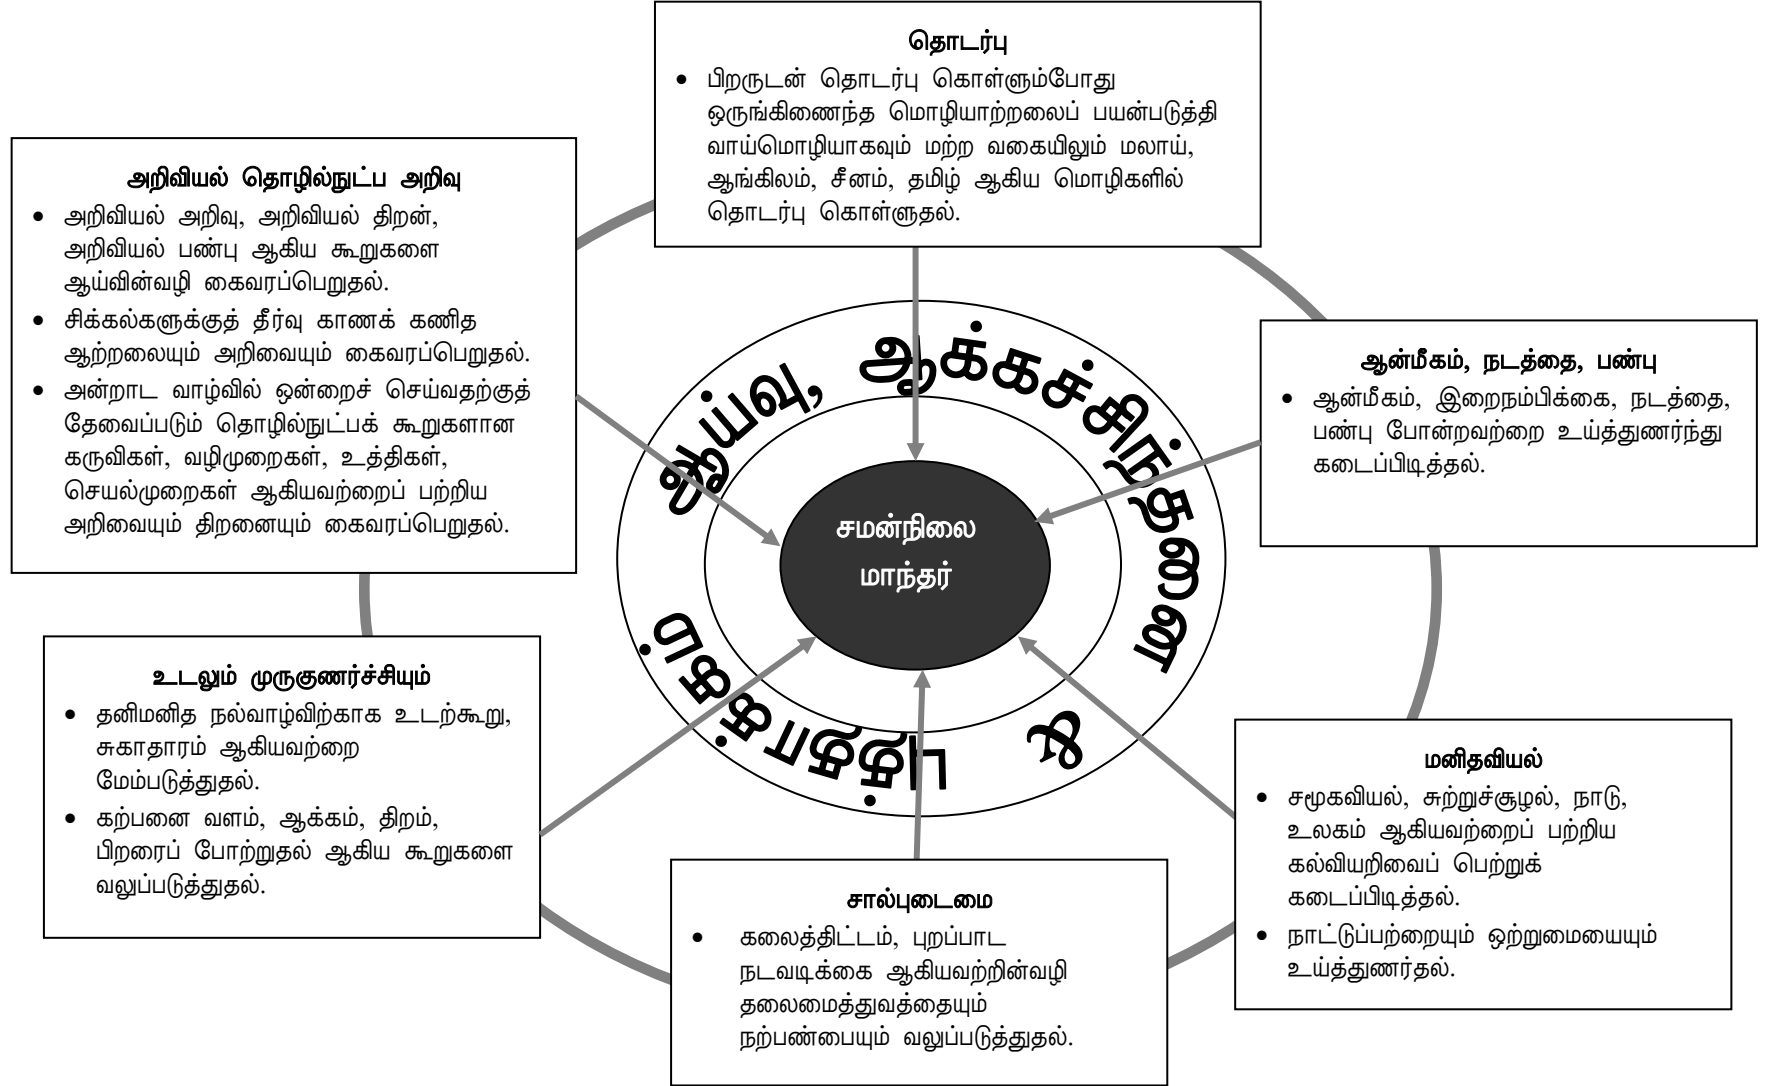 தொடர்பு
• பிறருடன் தொடர்பு கொள்ளும்போது
ஒருங்கிணைந்த மொழியாற்றலைப் பயன்படுத்தி
வாய்மொழியாகவும் மற்ற வகையிலும் மலாய்,
ஆங்கிலம், சீனம், தமிழ் ஆகிய மொழிகளில்
தொடர்பு கொள்ளுதல்.
அறிவியல் தொழில்நுட்ப அறிவு
• அறிவியல் அறிவு, அறிவியல் திறன்,
அறிவியல் பண்பு ஆகிய கூறுகளை
ஆய்வின்வழி கைவரப்பெறுதல்.
• சிக்கல்களுக்குத் தீர்வு காணக் கணித
ஆற்றலையும் அறிவையும் கைவரப்பெறுதல்.
• அன்றாட வாழ்வில் ஒன்றைச் செய்வதற்குத்
தேவைப்படும் தொழில்நுட்பக் கூறுகளான
கருவிகள், வழிமுறைகள், உத்திகள்,
செயல்முறைகள் ஆகியவற்றைப் பற்றிய
அறிவையும் திறனையும் கைவரப்பெறுதல்.
ஆன்மீகம், நடத்தை, பண்பு
• ஆன்மீகம், இறைநம்பிக்கை, நடத்தை,
பண்பு போன்றவற்றை உய்த்துணர்ந்து
கடைப்பிடித்தல்.
ஆய்வு, ஆக்கச்சிந்தனை & புத்தாக்கம்
சமன்நிலை
மாந்தர்
உடலும் முருகுணர்ச்சியும்
• தனிமனித நல்வாழ்விற்காக உடற்கூறு,
சுகாதாரம் ஆகியவற்றை
மேம்படுத்துதல்.
• கற்பனை வளம், ஆக்கம், திறம்,
பிறரைப் போற்றுதல் ஆகிய கூறுகளை
வலுப்படுத்துதல்.
மனிதவியல்
• சமூகவியல், சுற்றுச்சூழல், நாடு,
உலகம் ஆகியவற்றைப் பற்றிய
கல்வியறிவைப் பெற்றுக்
கடைப்பிடித்தல்.
• நாட்டுப்பற்றையும் ஒற்றுமையையும்
உய்த்துணர்தல்.
சால்புடைமை
• கலைத்திட்டம், புறப்பாட
நடவடிக்கை ஆகியவற்றின்வழி
தலைமைத்துவத்தையும்
நற்பண்பையும் வலுப்படுத்துதல்.